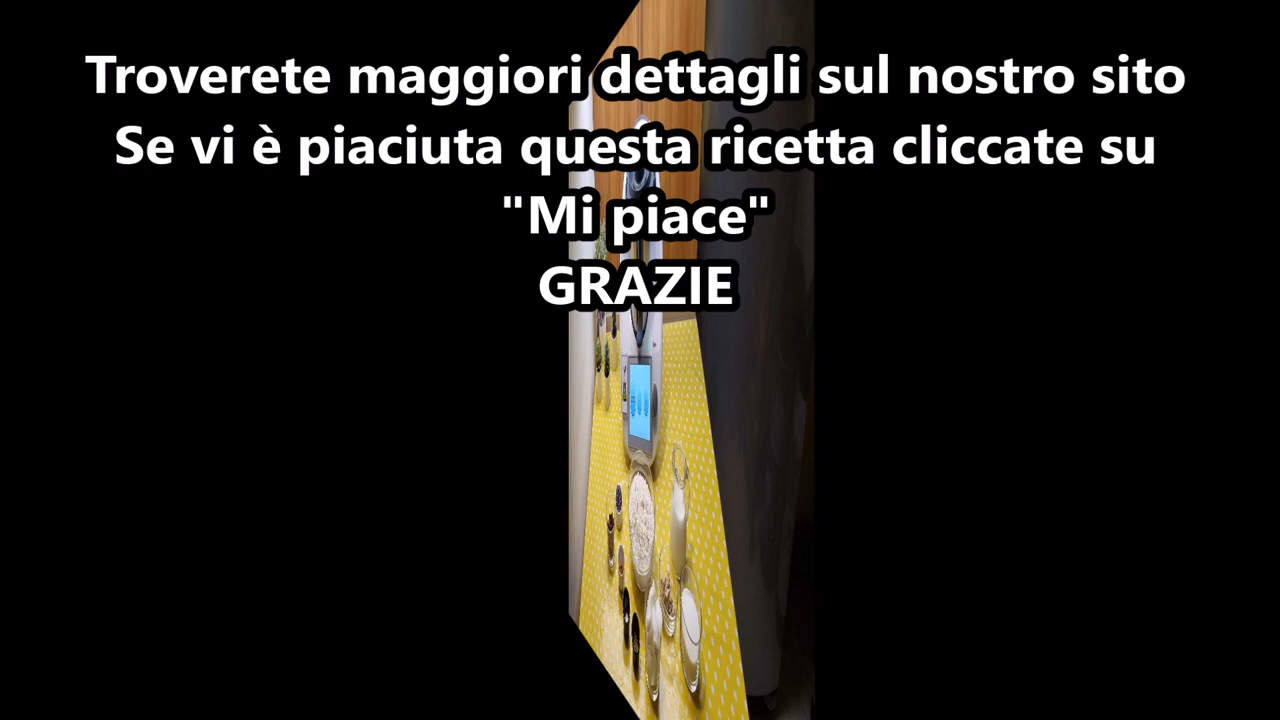 Troverete maggiori dettagli sul nostro sito
Se vi è piaciuta questa ricetta cliccate su
"Mi piace"
GRAZIE